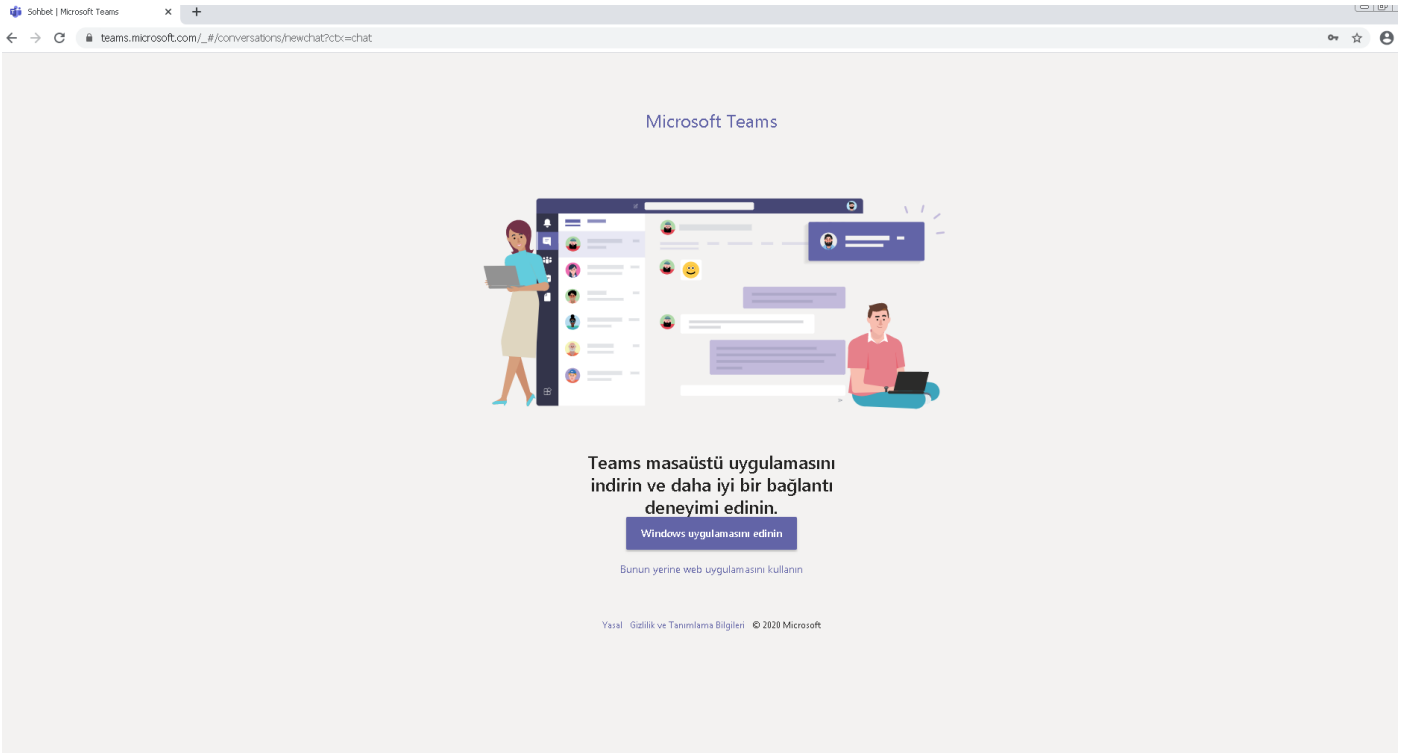 Sohbet | Microsoft Teams
teams.microsoft.com/_#/conversations/newchat?ctx=chat
Microsoft Teams
Teams masaüstü uygulamasını
indirin ve daha iyi bir bağlantı
deneyimi edinin.
Windows uygulamasını edinin
Bunun yerine web uygulamasını kullanın
Yasal Gizlilik ve Tanımlama Bilgileri © 2020 Microsoft